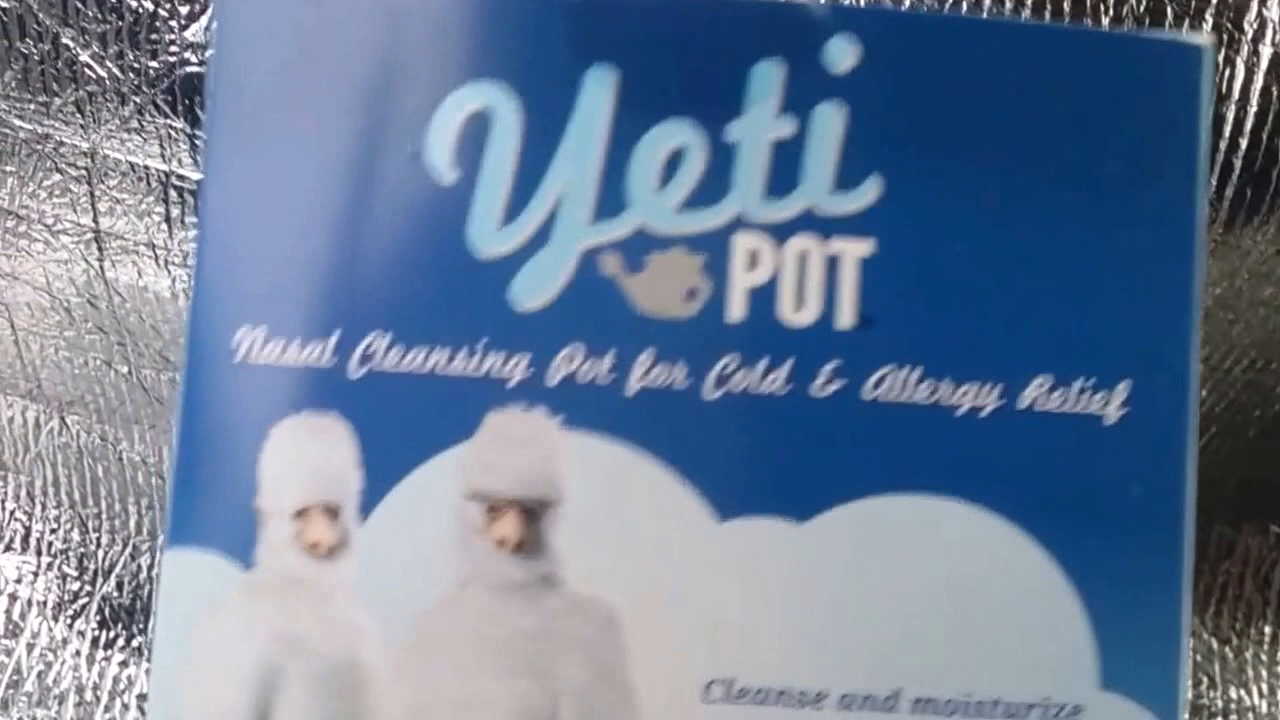 Yeti
POT
Nasal Cleansing Pot for Cold & Allergy Relief
Cleanse and moisturize